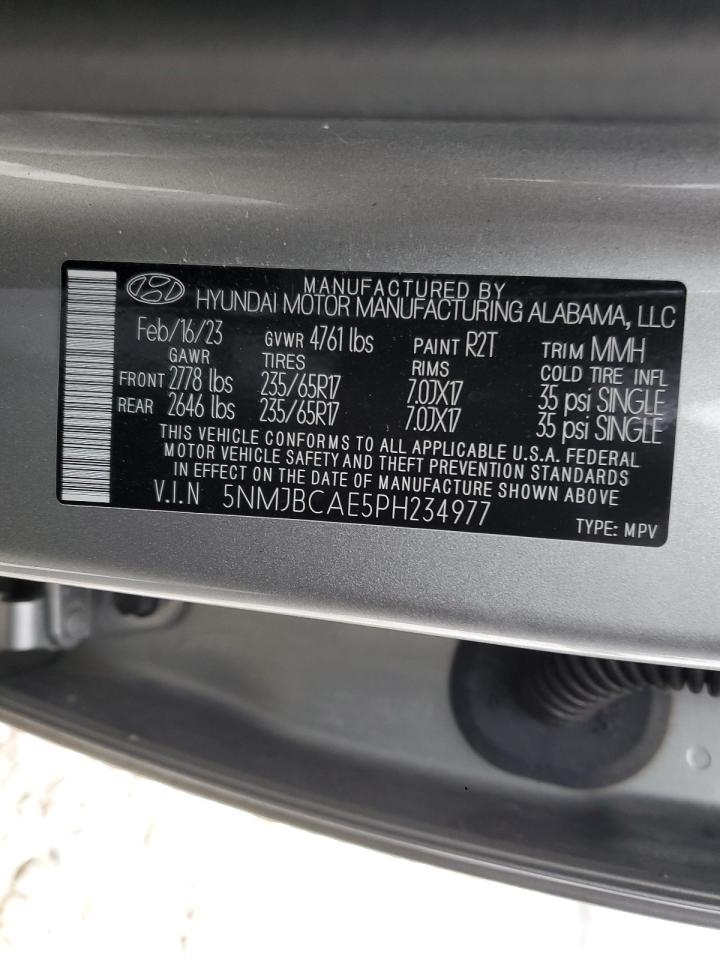 MANUFACTURED BY
HYUNDAI MOTOR MANUFACTURING ALABAMA, LLC
Feb/16/23 GVWR 4761 lbs PAINT R2T TRIM MMH
GAWR TIRES RIMS COLD TIRE INFL
FRONT 2778 lbs 235/65R17 7.0JX17 35 psi SINGLE
REAR 2646 lbs 235/65R17 7.0JX17 35 psi SINGLE
THIS VEHICLE CONFORMS TO ALL APPLICABLE U.S.A. FEDERAL
MOTOR VEHICLE SAFETY AND THEFT PREVENTION STANDARDS
IN EFFECT ON THE DATE OF MANUFACTURE SHOWN ABOVE
V.I.N 5NMJBCAE5PH234977
TYPE: MPV